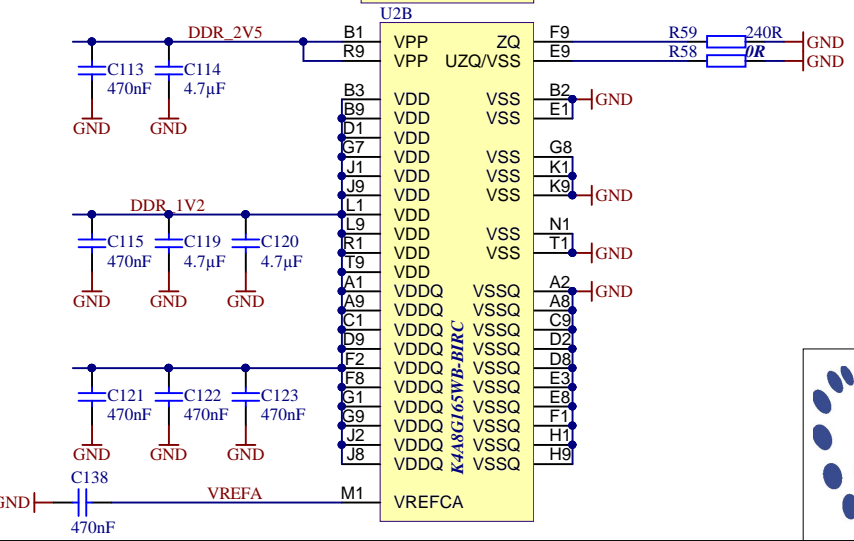 U2B
DDR_2V5 B1 VPP ZQ F9 R59 240R GND
R9 VPP UZQ/VSS E9 R58 0R GND
C113 C114
470nF 4.7µF
GND GND
B3 VDD VSS B2 GND
B9 VDD VSS E1
D1 VDD
G7 VDD VSS G8
J1 VDD VSS K1
J9 VDD VSS K9 GND
DDR_1V2 L1 VDD
L9 VDD VSS N1
R1 VDD VSS T1 GND
T9 VDD
C115 C119 C120
470nF 4.7µF 4.7µF
GND GND GND
A1 VDDQ VSSQ A2 GND
A9 VDDQ VSSQ A8
C1 VDDQ VSSQ C9
D9 VDDQ VSSQ D2
F2 VDDQ VSSQ D8
F8 VDDQ VSSQ E3
G1 VDDQ VSSQ E8
G9 VDDQ VSSQ F1
J2 VDDQ VSSQ H1
J8 VDDQ VSSQ H9
K4A8G165WB-BIRC
C121 C122 C123
470nF 470nF 470nF
GND GND GND
C138
GND VREFA M1 VREFCA
470nF